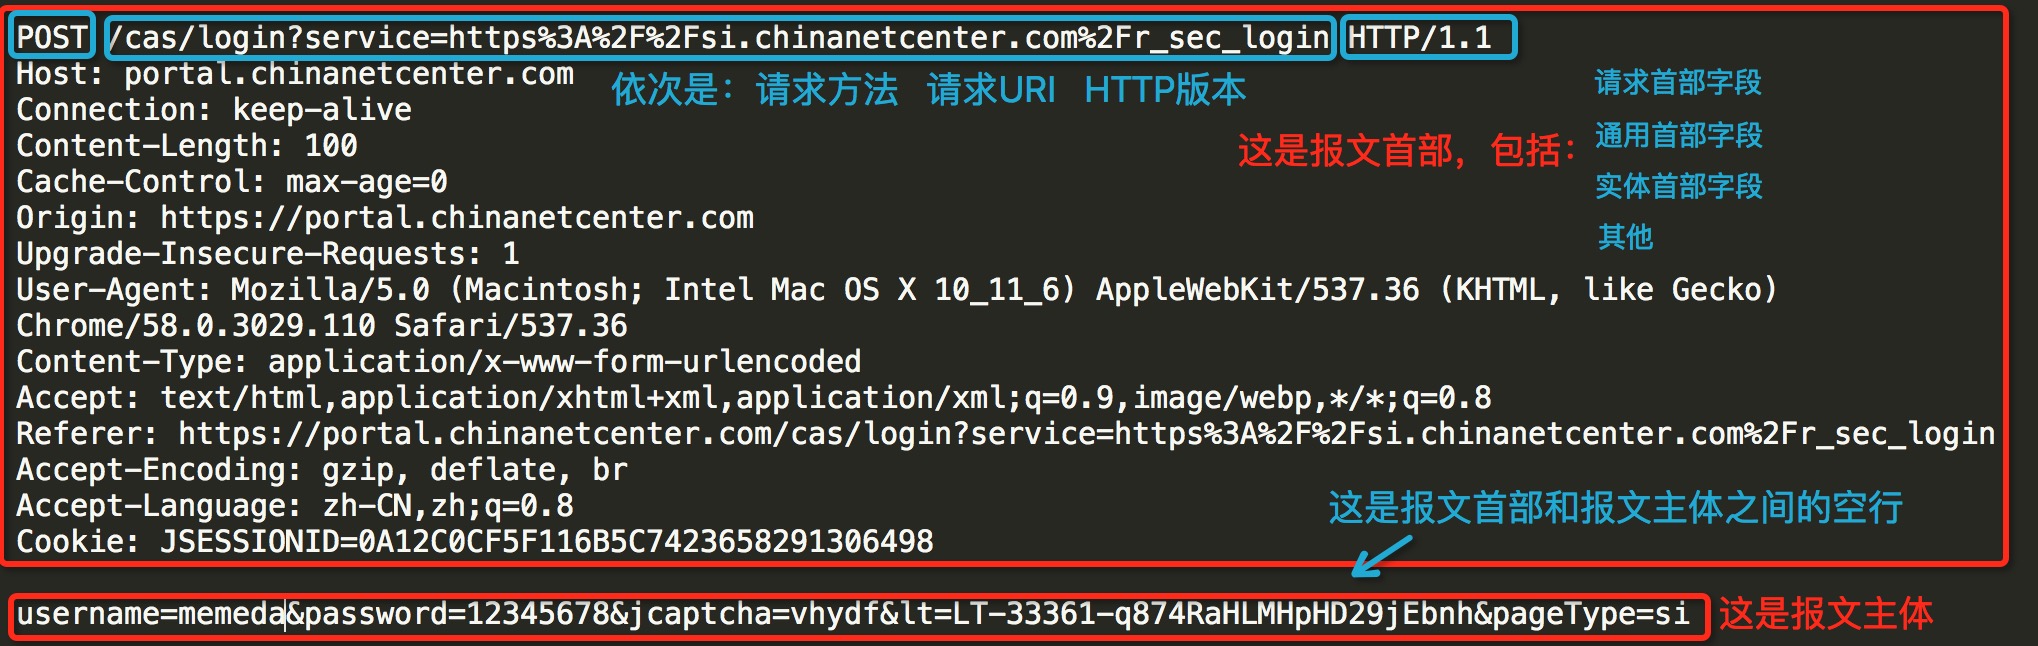 POST /cas/login?service=https%3A%2F%2Fsi.chinanetcenter.com%2Fr_sec_login HTTP/1.1
Host: portal.chinanetcenter.com
依次是：请求方法 请求URI HTTP版本
请求首部字段
Connection: keep-alive
通用首部字段
Content-Length: 100
这是报文首部，包括：
Cache-Control: max-age=0
实体首部字段
Origin: https://portal.chinanetcenter.com
其他
Upgrade-Insecure-Requests: 1
User-Agent: Mozilla/5.0 (Macintosh; Intel Mac OS X 10_11_6) AppleWebKit/537.36 (KHTML, like Gecko)
Chrome/58.0.3029.110 Safari/537.36
Content-Type: application/x-www-form-urlencoded
Accept: text/html,application/xhtml+xml,application/xml;q=0.9,image/webp,*/*;q=0.8
Referer: https://portal.chinanetcenter.com/cas/login?service=https%3A%2F%2Fsi.chinanetcenter.com%2Fr_sec_login
Accept-Encoding: gzip, deflate, br
Accept-Language: zh-CN,zh;q=0.8
这是报文首部和报文主体之间的空行
Cookie: JSESSIONID=0A12C0CF5F116B5C7423658291306498
username=memeda&password=12345678&jcaptcha=vhydf&lt=LT-33361-q874RaHLMHpHD29jEbnh&pageType=si
这是报文主体